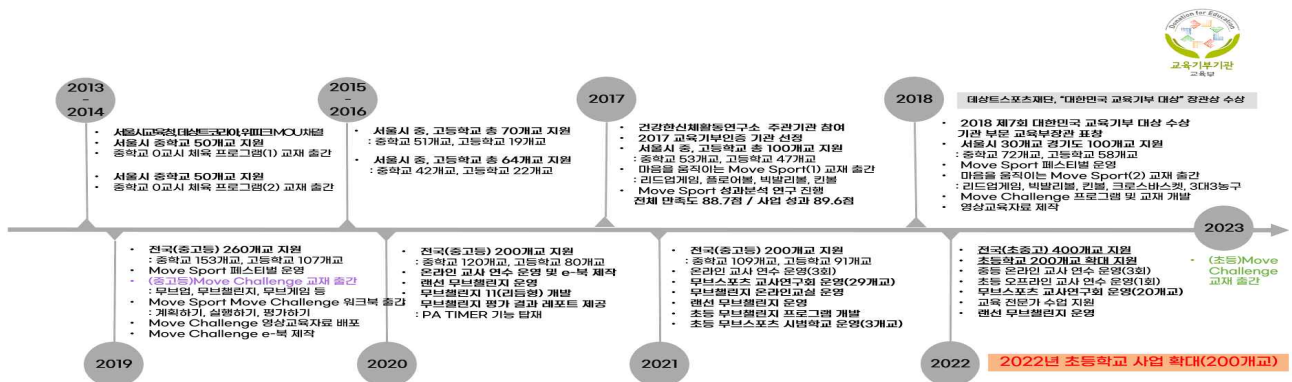 Donation for Education
교육기부기관
교육부
2013
-
2014
서울시교육청, 데상트코리아, 위피크 MOU 채결
서울시 중학교 50개교 지원
중학교 0교시 체육 프로그램(1) 교재 출간
서울시 중학교 50개교 지원
중학교 0교시 체육 프로그램(2) 교재 출간
2015
-
2016
서울시 중, 고등학교 총 70개교 지원
: 중학교 51개교, 고등학교 19개교
서울시 중, 고등학교 총 64개교 지원
: 중학교 42개교, 고등학교 22개교
2017
건강한신체활동연구소 주관기관 참여
2017 교육기부인증 기관 선정
서울시 중, 고등학교 총 100개교 지원
: 중학교 53개교, 고등학교 47개교
마음을 움직이는 Move Sport(1) 교재 출간
: 리드업게임, 플로어볼, 빅발리볼, 킨볼
Move Sport 성과분석 연구 진행
전체 만족도 88.7점 / 사업 성과 89.6점
2018
데상트스포츠재단, "대한민국 교육기부 대상" 장관상 수상
2018 제7회 대한민국 교육기부 대상 수상
기관 부문 교육부장관 표창
서울시 30개교 경기도 100개교 지원
: 중학교 72개교, 고등학교 58개교
Move Sport 페스티벌 운영
마음을 움직이는 Move Sport(2) 교재 출간
: 리드업게임, 빅발리볼, 킨볼, 크로스바스켓, 3대3농구
Move Challenge 프로그램 및 교재 개발
영상교육자료 제작
전국(중고등) 260개교 지원
: 중학교 153개교, 고등학교 107개교
Move Sport 페스티벌 운영
(중고등)Move Challenge 교재 출간
: 무브업, 무브챌린지, 무브게임 등
Move Sport Move Challenge 워크북 출간
: 계획하기, 실행하기, 평가하기
Move Challenge 영상교육자료 배포
Move Challenge e-북 제작
2019
전국(중고등) 200개교 지원
: 중학교 120개교, 고등학교 80개교
온라인 교사 연수 운영 및 e-북 제작
랜선 무브챌린지 운영
무브챌린지 11(리듬형) 개발
무브챌린지 평가 결과 레포트 제공
: PA TIMER 기능 탑재
2020
전국(중고등) 200개교 지원
: 중학교 109개교, 고등학교 91개교
온라인 교사 연수 운영(3회)
무브스포츠 교사연구회 운영(29개교)
무브챌린지 온라인교실 운영
랜선 무브챌린지 운영
초등 무브챌린지 프로그램 개발
초등 무브스포츠 시범학교 운영(3개교)
2021
전국(초중고) 400개교 지원
초등학교 200개교 확대 지원
중등 온라인 교사 연수 운영(3회)
초등 오프라인 교사 연수 운영(1회)
무브스포츠 교사연구회 운영(20개교)
교육 전문가 수업 지원
랜선 무브챌린지 운영
2022
2022년 초등학교 사업 확대(200개교)
2023
(초등)Move
Challenge
교재 출간